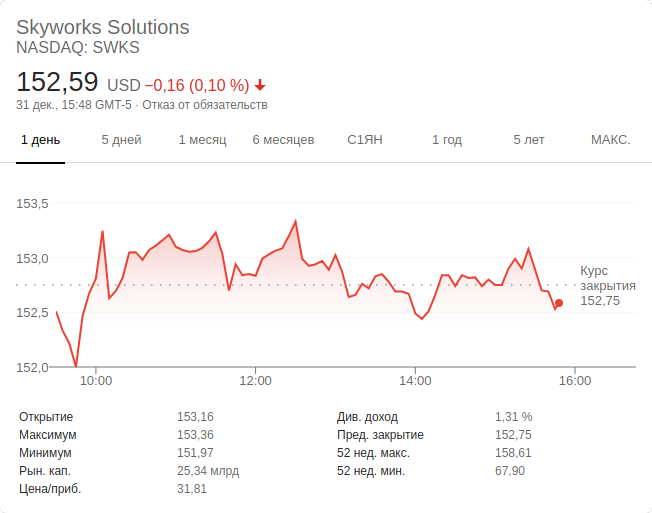 Skyworks Solutions
NASDAQ: SWKS
152,59 USD −0,16 (0,10 %)
31 дек., 15:48 GMT-5 · Отказ от обязательств
1 день 5 дней 1 месяц 6 месяцев С1ЯН 1 год 5 лет МАКС.
153,5
153,0
Курс
закрытия
152,75
152,5
152,0
10:00 12:00 14:00 16:00
Открытие 153,16 Див. доход 1,31 %
Максимум 153,36 Пред. закрытие 152,75
Минимум 151,97 52 нед. макс. 158,61
Рын. кап. 25,34 млрд 52 нед. мин. 67,90
Цена/приб. 31,81